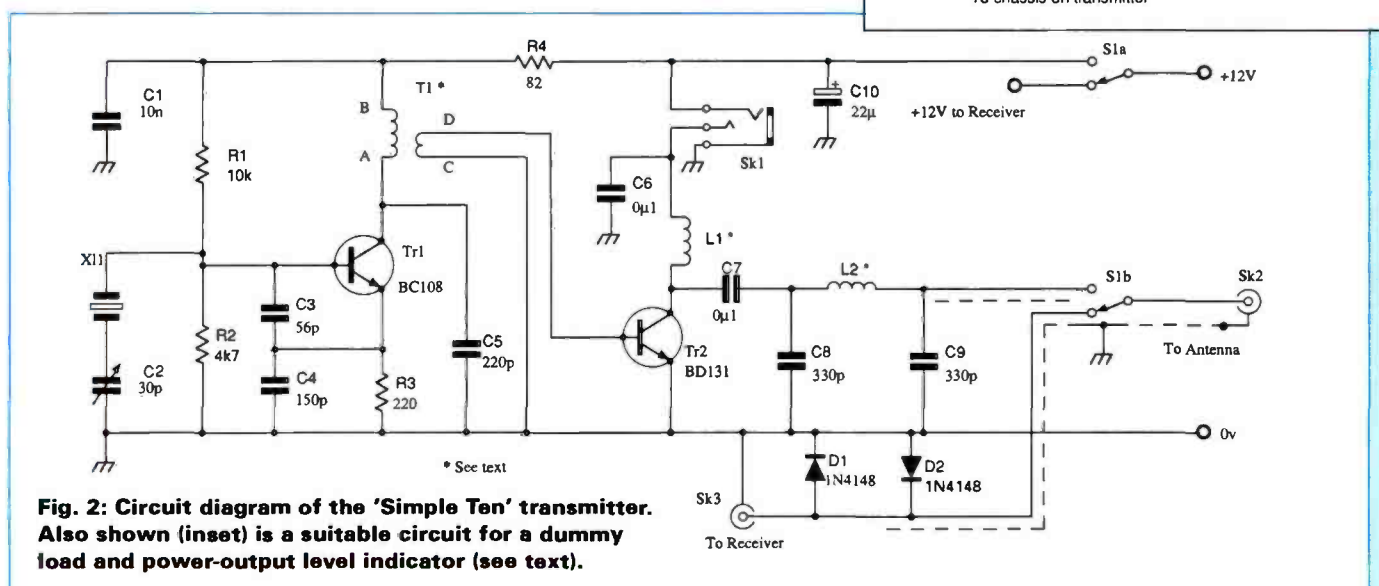 To chassis on transmitter
R4
82
S1a
+12V
+12V to Receiver
C10
22µ
+
T1 *
B
A
D
C
C1
10n
R1
10k
Sk1
C6
0µ1
L1 *
X11
Tr1
BC108
C3
56p
R2
4k7
C2
30p
C4
150p
R3
220
C5
220p
C7
0µ1
L2 *
S1b
Sk2
To Antenna
Tr2
BD131
C8
330p
C9
330p
0v
* See text
D1
1N4148
D2
1N4148
Sk3
To Receiver
Fig. 2: Circuit diagram of the 'Simple Ten' transmitter.
Also shown (inset) is a suitable circuit for a dummy
load and power-output level indicator (see text).